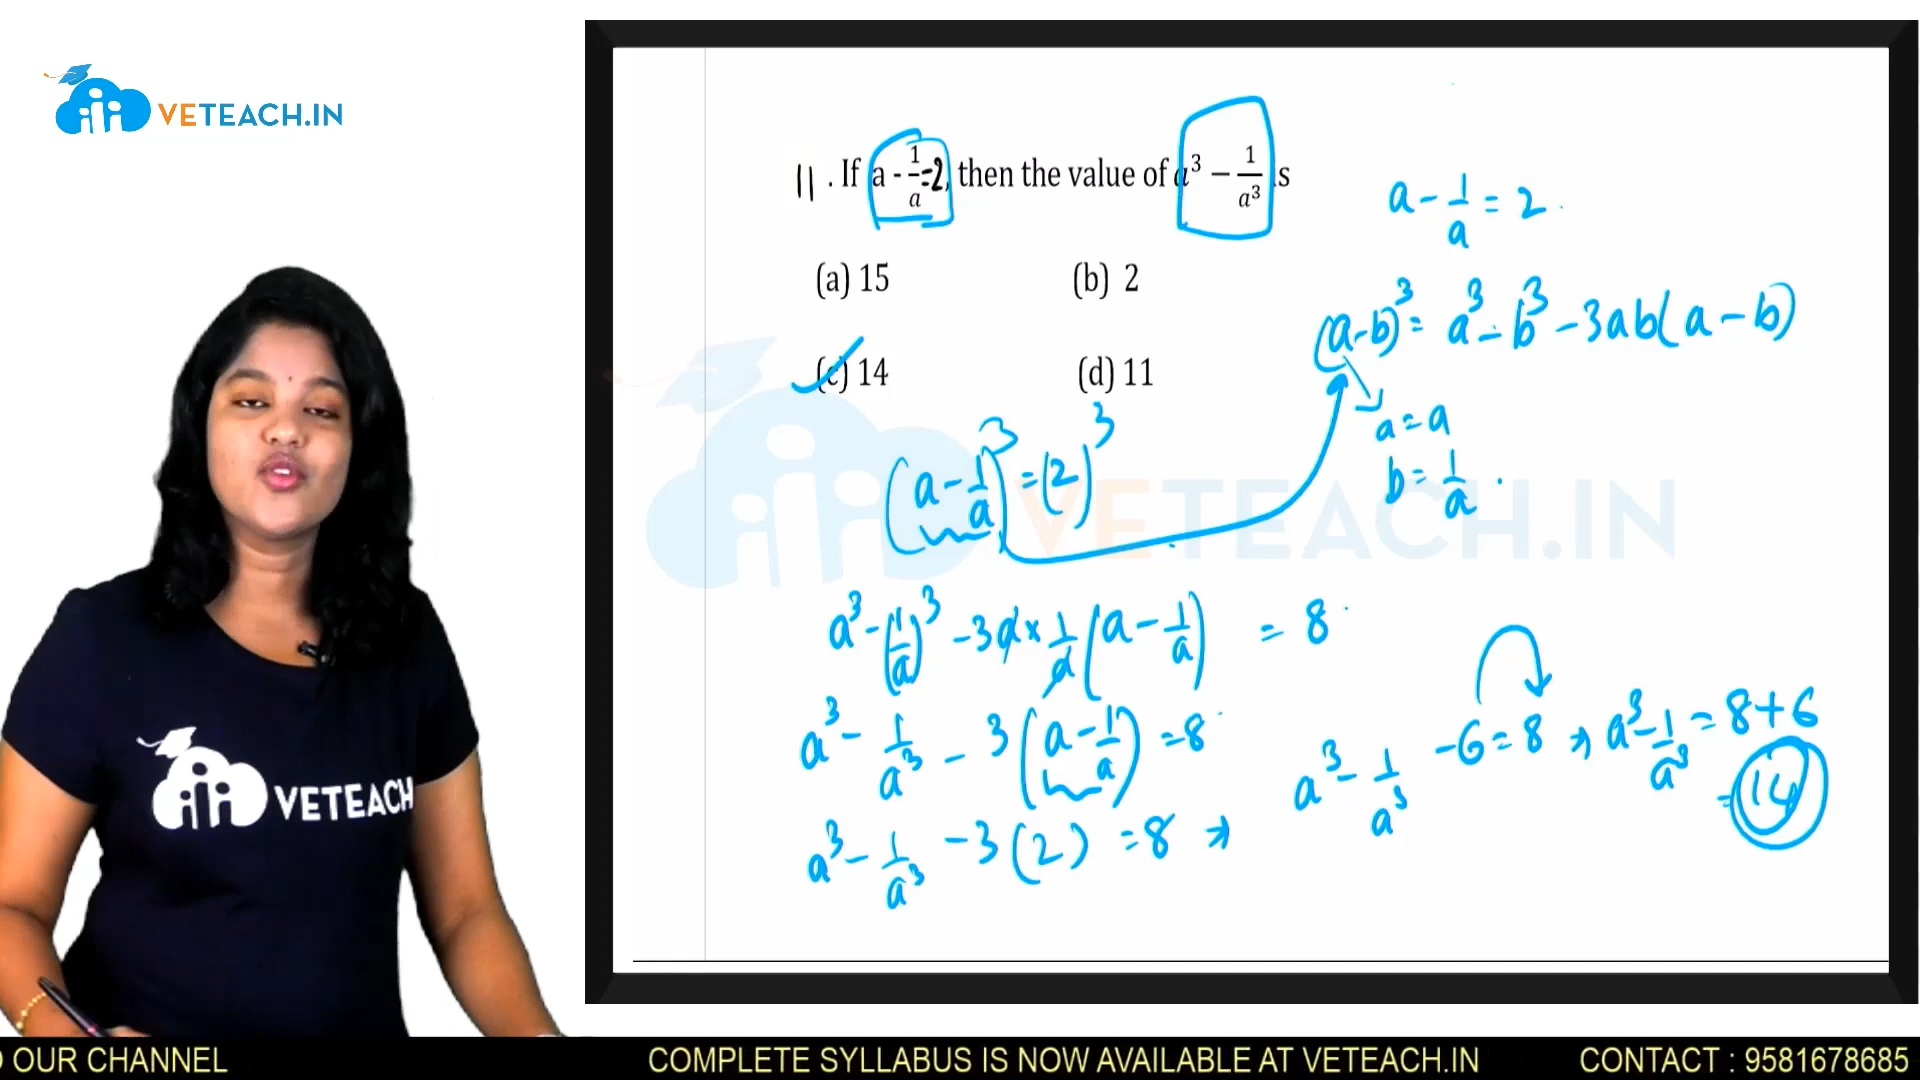 VETEACH.IN
11 . If a - 1/a = 2, then the value of a³ − 1/a³ is
(a) 15 (b) 2
(c) 14 (d) 11
a - 1/a = 2
(a-b)³ = a³ - b³ - 3ab(a - b)
a = a
b = 1/a
(a - 1/a)³ = (2)³
a³ - (1/a)³ - 3a × 1/a (a - 1/a) = 8
a³ - 1/a³ - 3(a - 1/a) = 8
a³ - 1/a³ - 3(2) = 8 ⇒
a³ - 1/a³ - 6 = 8 ⇒ a³ - 1/a³ = 8 + 6
= 14
VETEACH.IN
VETEACH
OUR CHANNEL COMPLETE SYLLABUS IS NOW AVAILABLE AT VETEACH.IN CONTACT : 9581678685